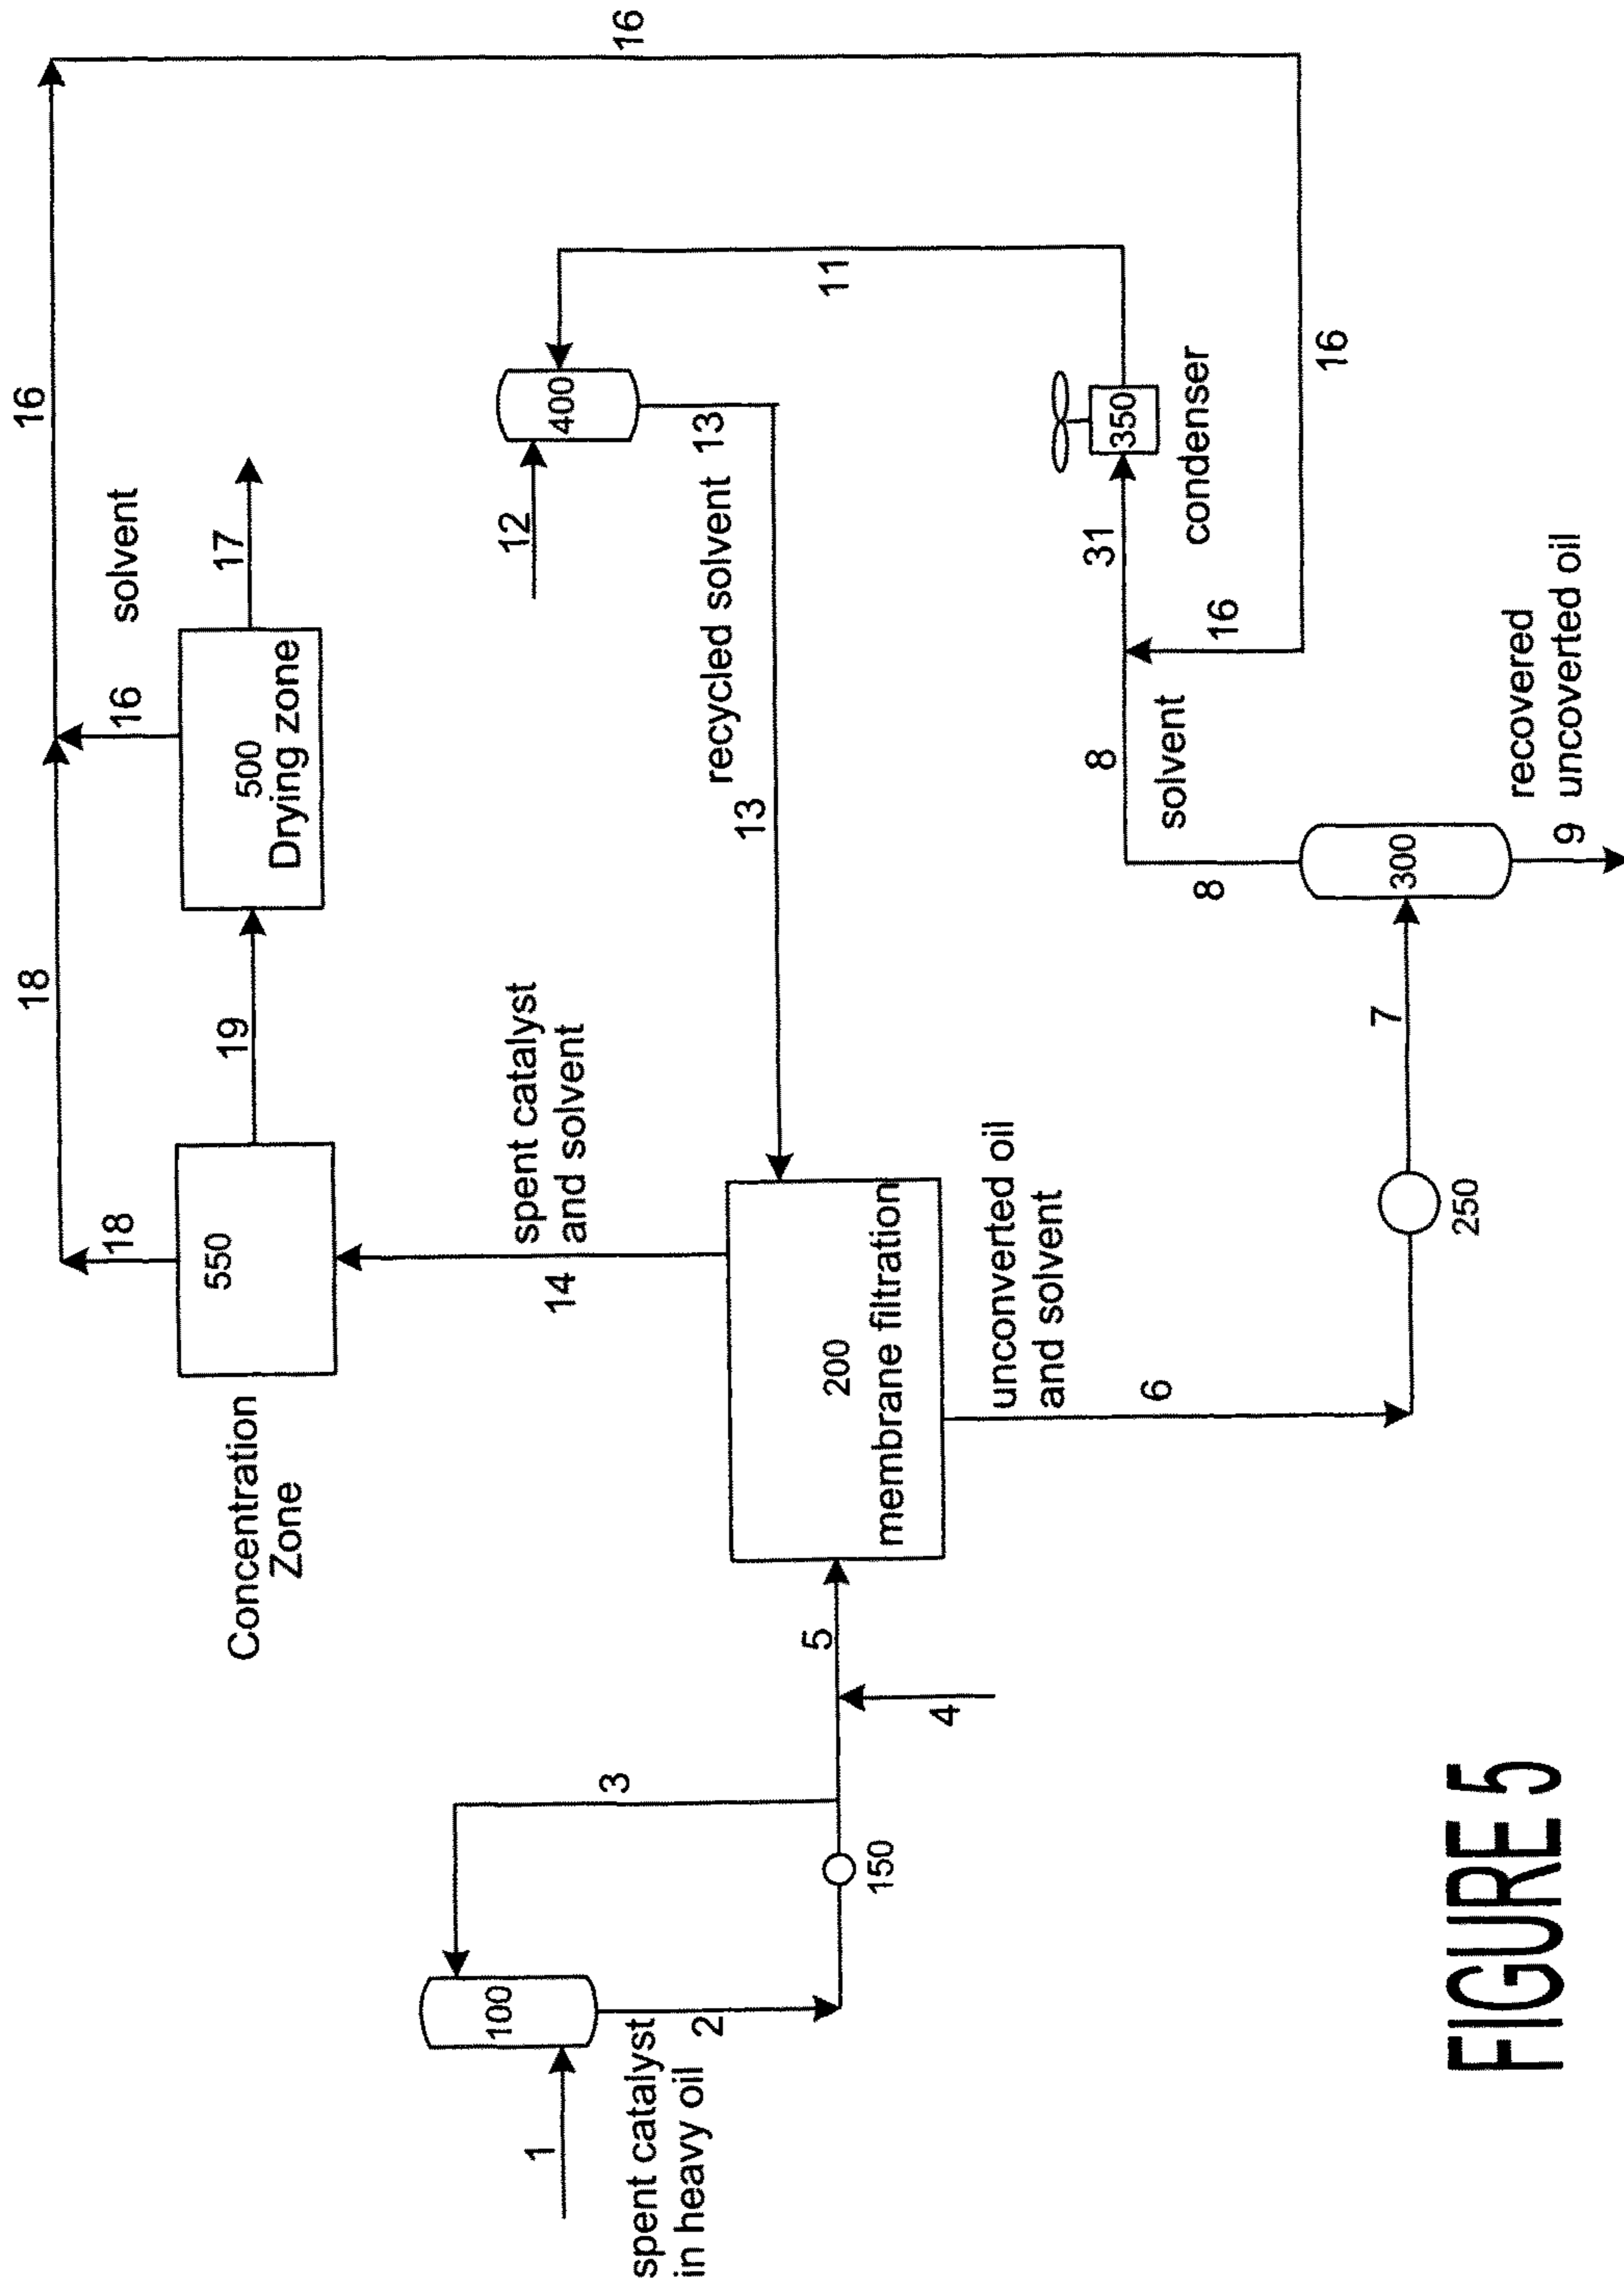 16
16
18
16
solvent
18
16
17
550
19
500
Drying zone
Concentration
Zone
12
400
11
spent catalyst
and solvent
14
recycled solvent
13
13
1
100
3
spent catalyst
in heavy oil
2
150
5
4
200
membrane filtration
unconverted oil
and solvent
6
8
solvent
31
350
condenser
16
16
8
7
250
300
9
recovered
uncoverted oil
FIGURE 5